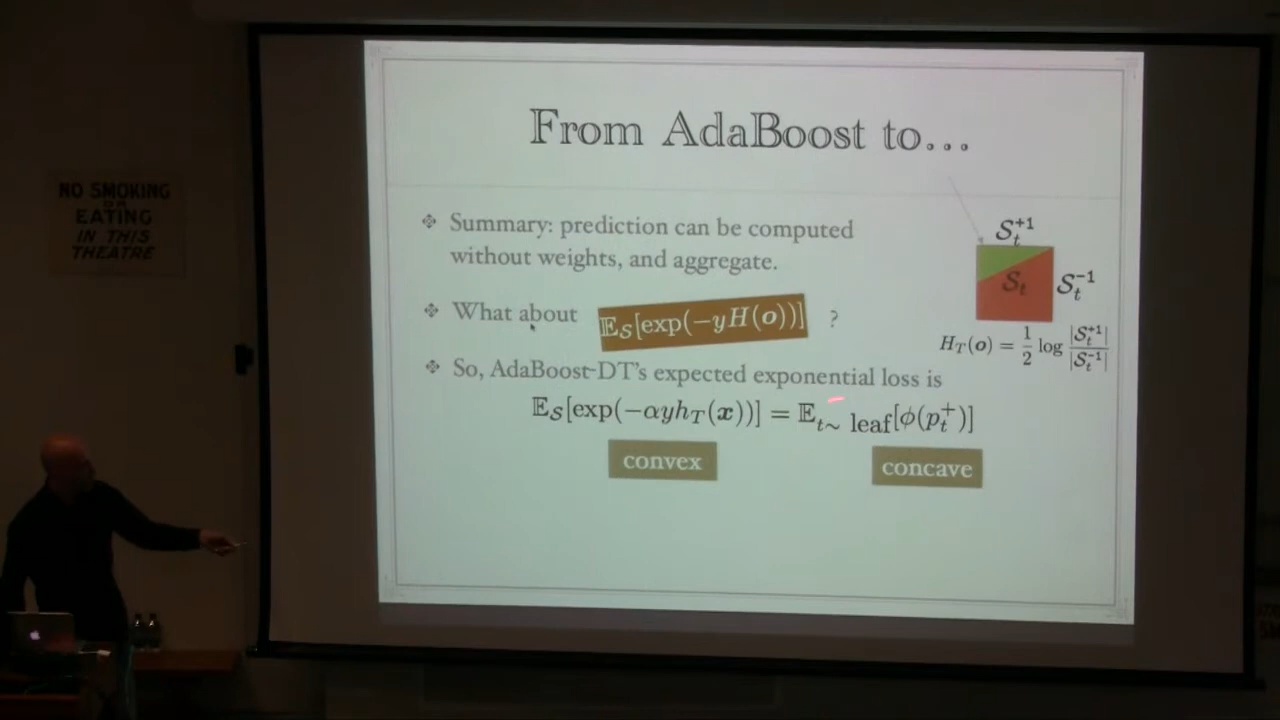 NO SMOKING
OR
EATING
IN THIS
THEATRE
From AdaBoost to...
Summary: prediction can be computed
without weights, and aggregate.
What about 𝔼_S[exp(−yH(o))] ?
So, AdaBoost-DT's expected exponential loss is
𝔼_S[exp(−αyh_T(x))] = 𝔼_{t∼ leaf}[ϕ(p_t^+)]
convex
concave
S_t^{+1}
S_t
S_t^{-1}
H_T(o) = 1/2 log |S_t^{+1}| / |S_t^{-1}|